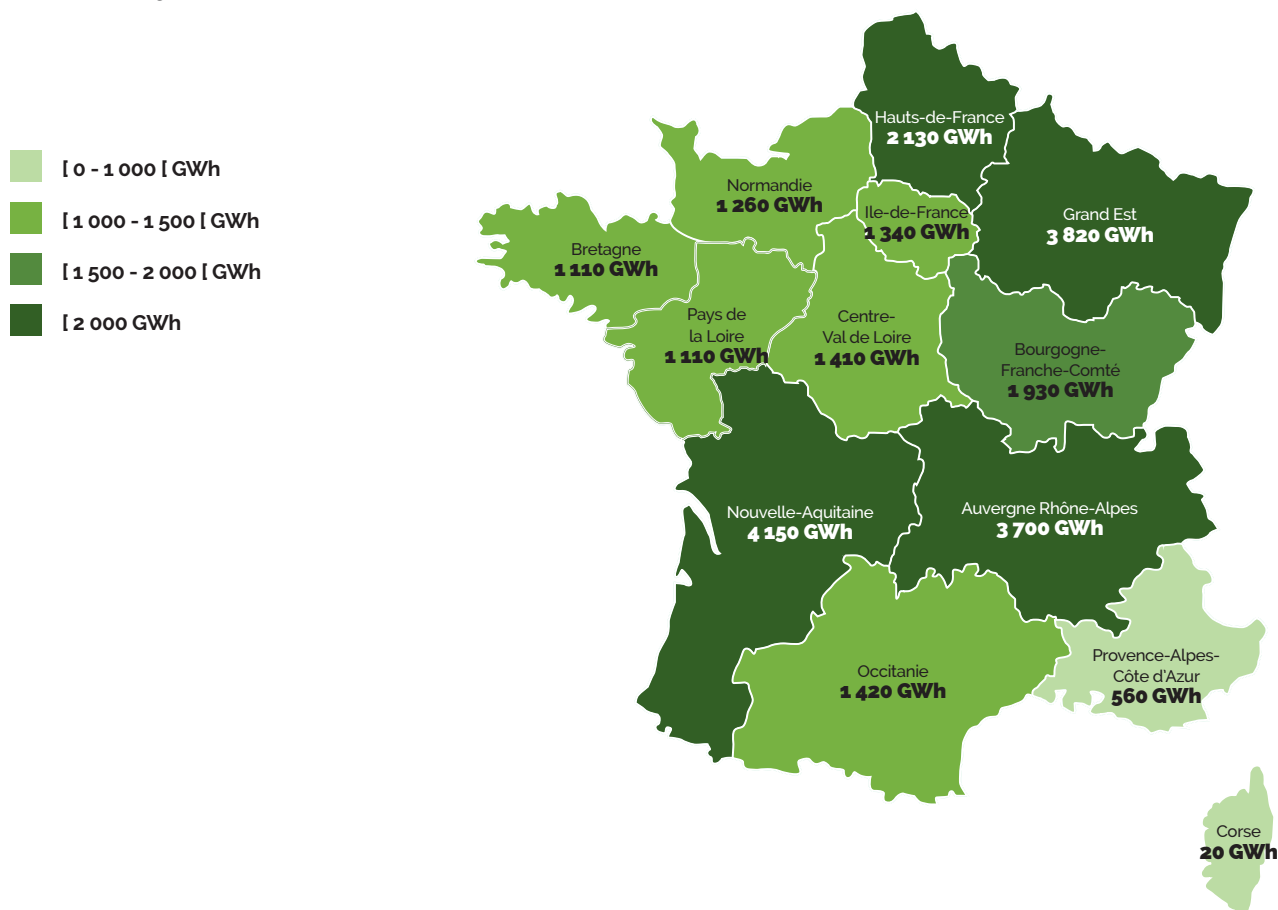 [ 0 - 1 000 [ GWh
[ 1 000 - 1 500 [ GWh
[ 1 500 - 2 000 [ GWh
[ 2 000 GWh
Hauts-de-France
2 130 GWh
Normandie
1 260 GWh
Ile-de-France
1 340 GWh
Grand Est
3 820 GWh
Bretagne
1 110 GWh
Pays de
la Loire
1 110 GWh
Centre-
Val de Loire
1 410 GWh
Bourgogne-
Franche-Comté
1 930 GWh
Nouvelle-Aquitaine
4 150 GWh
Auvergne Rhône-Alpes
3 700 GWh
Occitanie
1 420 GWh
Provence-Alpes-
Côte d'Azur
560 GWh
Corse
20 GWh